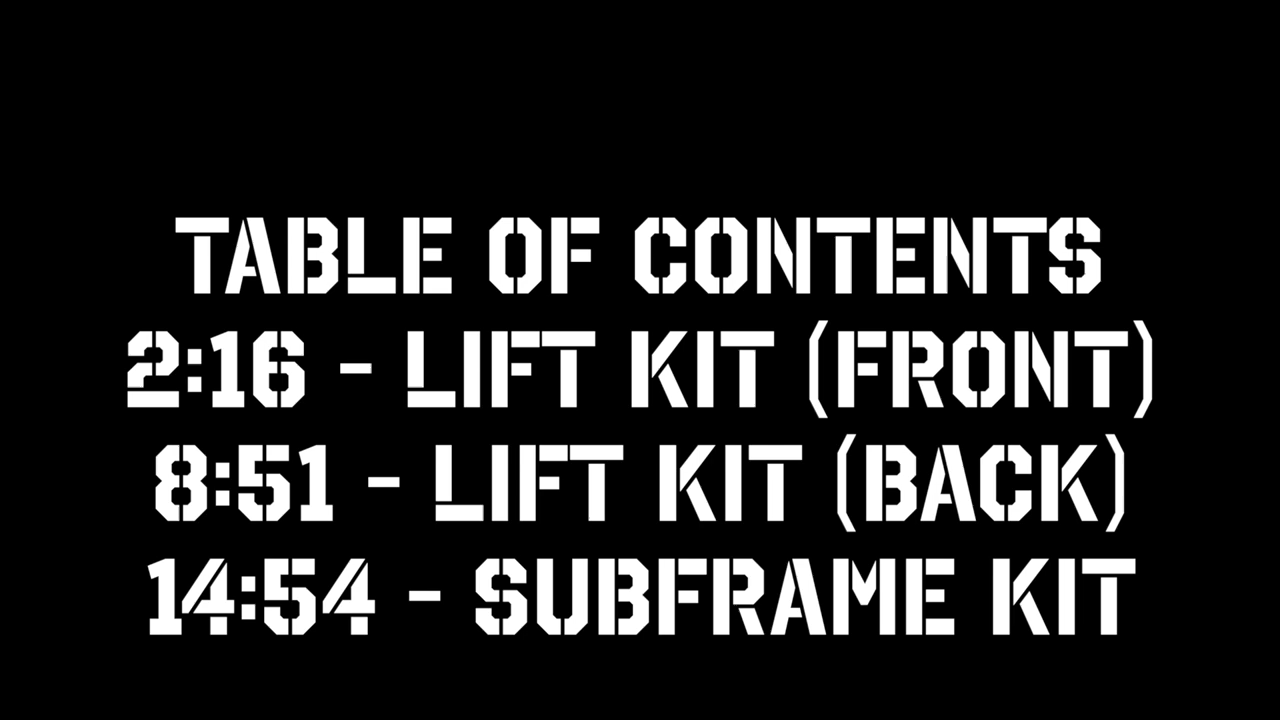 TABLE OF CONTENTS
2:16 - LIFT KIT (FRONT)
8:51 - LIFT KIT (BACK)
14:54 - SUBFRAME KIT